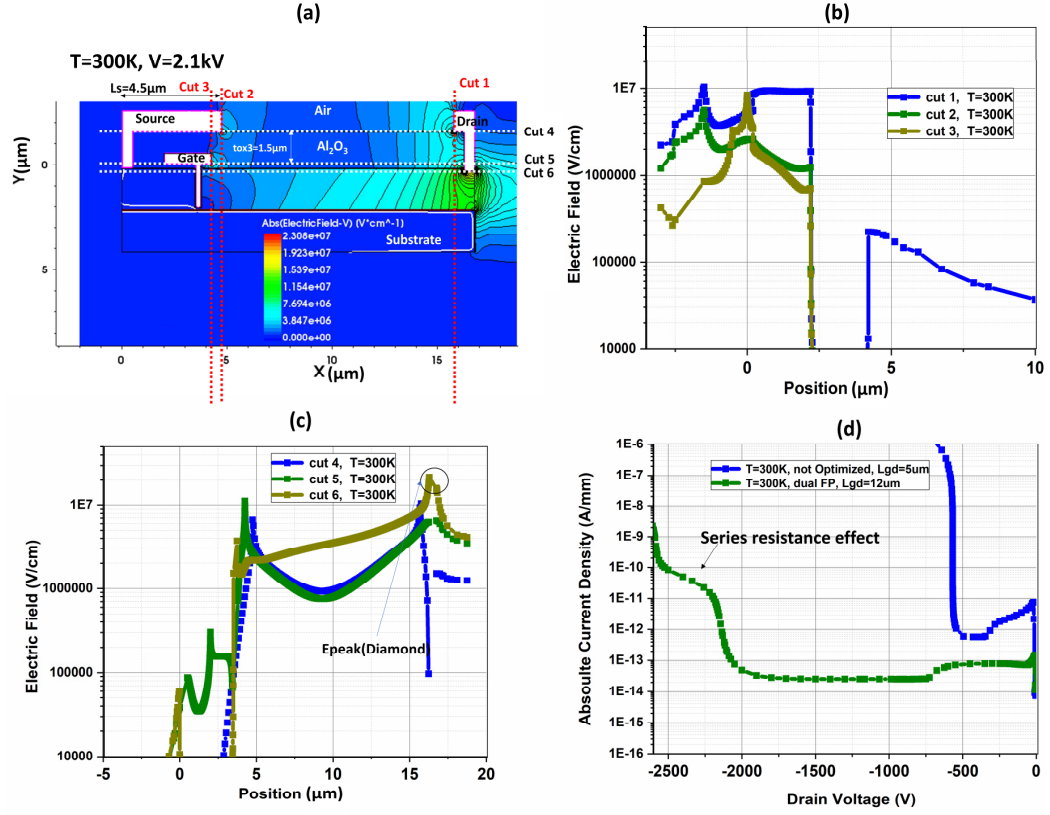 (a)
T=300K, V=2.1kV
Ls=4.5μm
Cut 3
Cut 2
Cut 1
Air
Source
Drain
Cut 4
tox3=1.5μm
Al2O3
Gate
Cut 5
Cut 6
Y(μm)
0
5
Abs(ElectricField-V) (V*cm^-1)
2.308e+07
1.923e+07
1.539e+07
1.154e+07
7.694e+06
3.847e+06
0.000e+00
Substrate
0
5
10
15
X(μm)
(b)
cut 1, T=300K
cut 2, T=300K
cut 3, T=300K
Electric Field (V/cm)
1E7
1000000
100000
10000
0
5
10
Position (μm)
(c)
cut 4, T=300K
cut 5, T=300K
cut 6, T=300K
Electric Field (V/cm)
1E7
1000000
100000
10000
Epeak(Diamond)
-5
0
5
10
15
20
Position (μm)
(d)
T=300K, not Optimized, Lgd=5um
T=300K, dual FP, Lgd=12um
Series resistance effect
Absoulte Current Density (A/mm)
1E-6
1E-7
1E-8
1E-9
1E-10
1E-11
1E-12
1E-13
1E-14
1E-15
1E-16
-2500
-2000
-1500
-1000
-500
0
Drain Voltage (V)